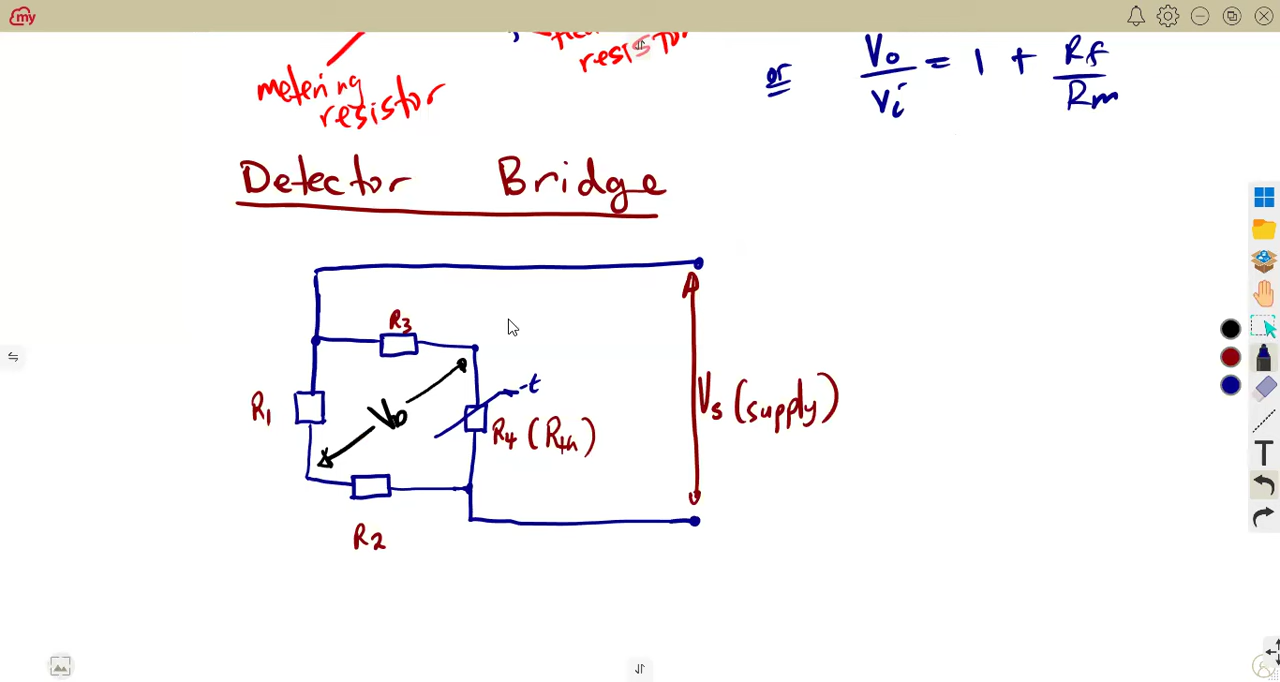 my
resistor
metering
resistor
or Vo/Vi = 1 + Rf/Rm
Detector Bridge
R3
-t
R1
Vo
R4 (Rth)
Vs (supply)
R2
T